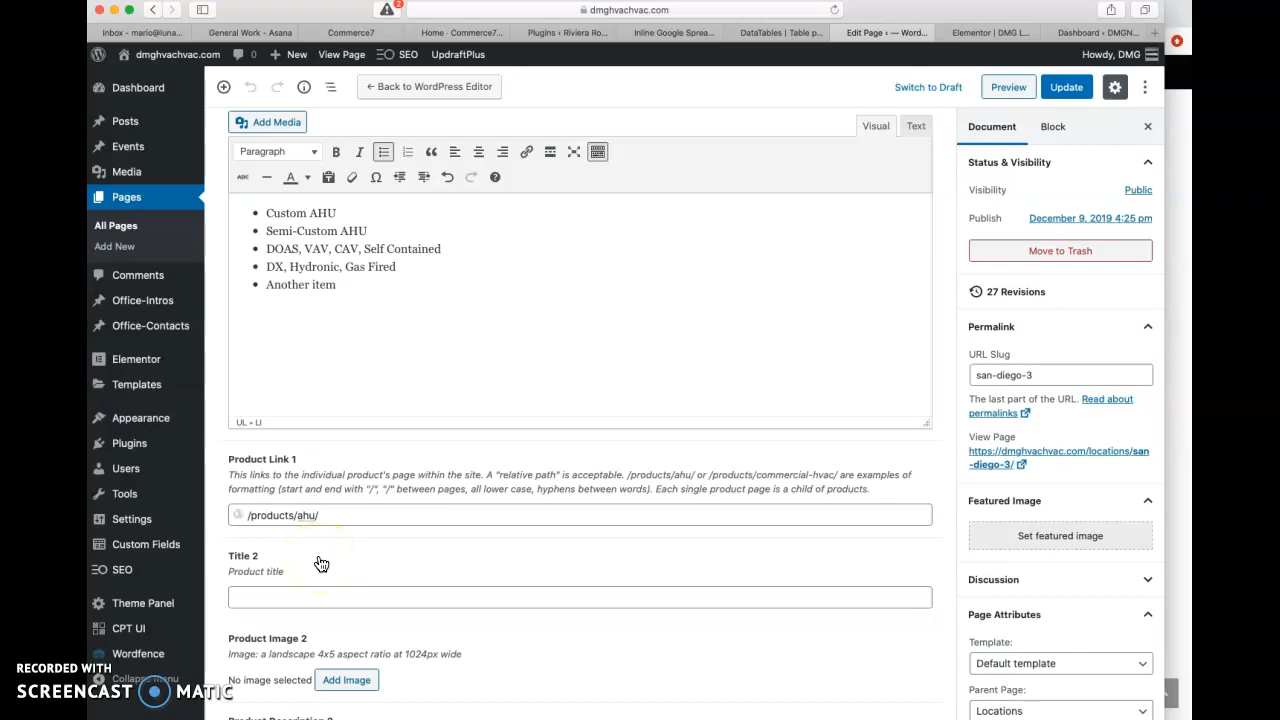 2
dmghvachvac.com
Inbox - mario@luna...
General Work - Asana
Commerce7
Home · Commerce7...
Plugins ‹ Riviera Ro...
Inline Google Sprea...
DataTables | Table p...
Edit Page ‹ — Word...
Elementor | DMG L...
Dashboard ‹ DMGN...
dmghvachvac.com
0
+ New
View Page
SEO
UpdraftPlus
Howdy, DMG
Dashboard
Posts
Events
Media
Pages
All Pages
Add New
Comments
Office-Intros
Office-Contacts
Elementor
Templates
Appearance
Plugins
Users
Tools
Settings
Custom Fields
SEO
Theme Panel
CPT UI
Wordfence
Collapse menu
RECORDED WITH
SCREENCAST MATIC
← Back to WordPress Editor
Switch to Draft
Preview
Update
Add Media
Visual
Text
Paragraph
B
I
ABC
A
Ω
Custom AHU
Semi-Custom AHU
DOAS, VAV, CAV, Self Contained
DX, Hydronic, Gas Fired
Another item
UL » LI
Product Link 1
This links to the individual product's page within the site. A "relative path" is acceptable. /products/ahu/ or /products/commercial-hvac/ are examples of
formatting (start and end with "/", "/" between pages, all lower case, hyphens between words). Each single product page is a child of products.
/products/ahu/
Title 2
Product title
Product Image 2
Image: a landscape 4x5 aspect ratio at 1024px wide
No image selected
Add Image
Product Description 2
Document
Block
Status & Visibility
Visibility
Public
Publish
December 9, 2019 4:25 pm
Move to Trash
27 Revisions
Permalink
URL Slug
san-diego-3
The last part of the URL. Read about
permalinks
View Page
https://dmghvachvac.com/locations/san
-diego-3/
Featured Image
Set featured image
Discussion
Page Attributes
Template:
Default template
Parent Page:
Locations